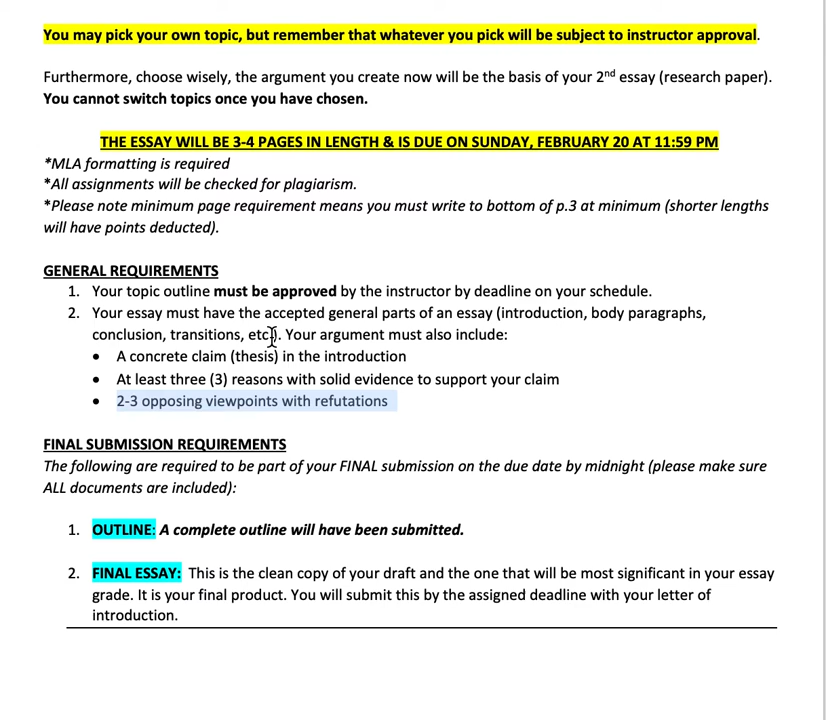 You may pick your own topic, but remember that whatever you pick will be subject to instructor approval.
Furthermore, choose wisely, the argument you create now will be the basis of your 2nd essay (research paper).
You cannot switch topics once you have chosen.
THE ESSAY WILL BE 3-4 PAGES IN LENGTH & IS DUE ON SUNDAY, FEBRUARY 20 AT 11:59 PM
*MLA formatting is required
*All assignments will be checked for plagiarism.
*Please note minimum page requirement means you must write to bottom of p.3 at minimum (shorter lengths
will have points deducted).
GENERAL REQUIREMENTS
1. Your topic outline must be approved by the instructor by deadline on your schedule.
2. Your essay must have the accepted general parts of an essay (introduction, body paragraphs,
conclusion, transitions, etc.). Your argument must also include:
• A concrete claim (thesis) in the introduction
• At least three (3) reasons with solid evidence to support your claim
• 2-3 opposing viewpoints with refutations
FINAL SUBMISSION REQUIREMENTS
The following are required to be part of your FINAL submission on the due date by midnight (please make sure
ALL documents are included):
1. OUTLINE: A complete outline will have been submitted.
2. FINAL ESSAY: This is the clean copy of your draft and the one that will be most significant in your essay
grade. It is your final product. You will submit this by the assigned deadline with your letter of
introduction.